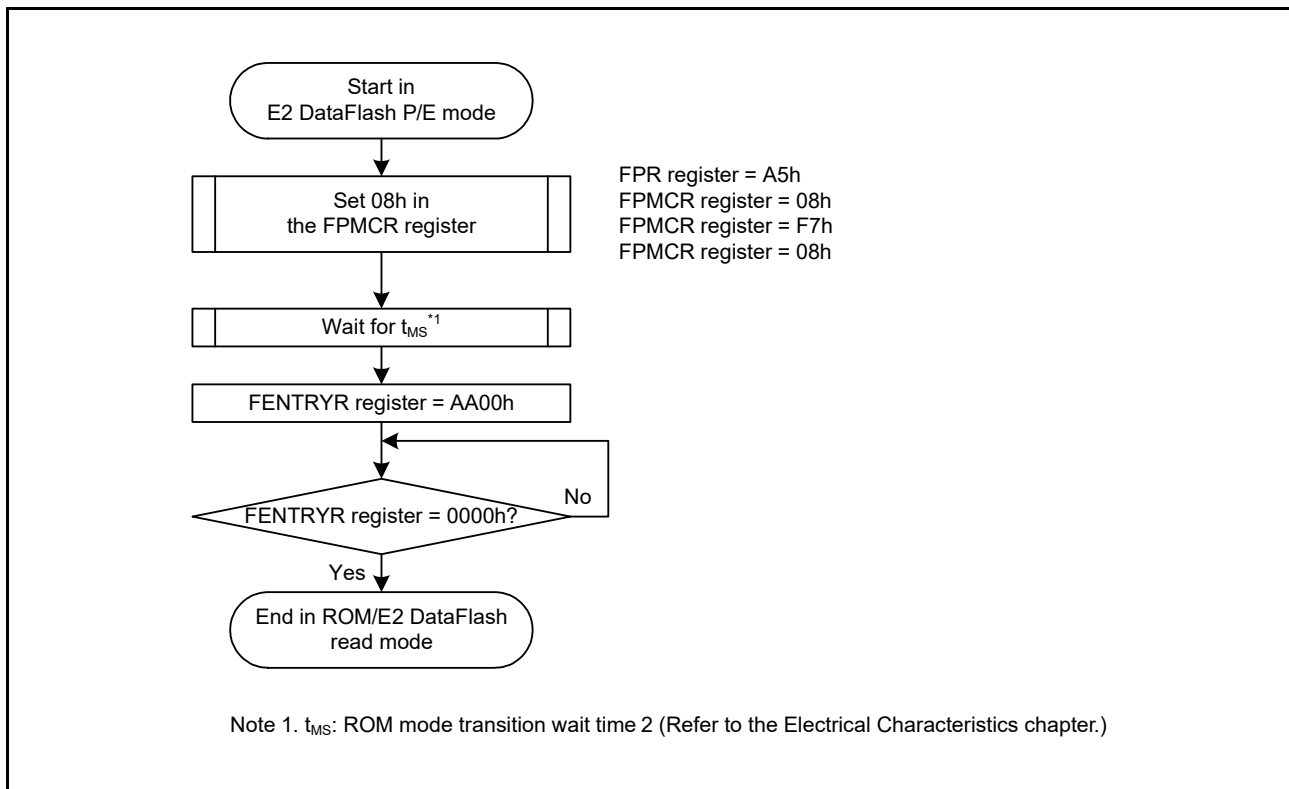 Start in
E2 DataFlash P/E mode
Set 08h in
the FPMCR register
FPR register = A5h
FPMCR register = 08h
FPMCR register = F7h
FPMCR register = 08h
Wait for tMS*1
FENTRYR register = AA00h
FENTRYR register = 0000h?
No
Yes
End in ROM/E2 DataFlash
read mode
Note 1. tMS: ROM mode transition wait time 2 (Refer to the Electrical Characteristics chapter.)